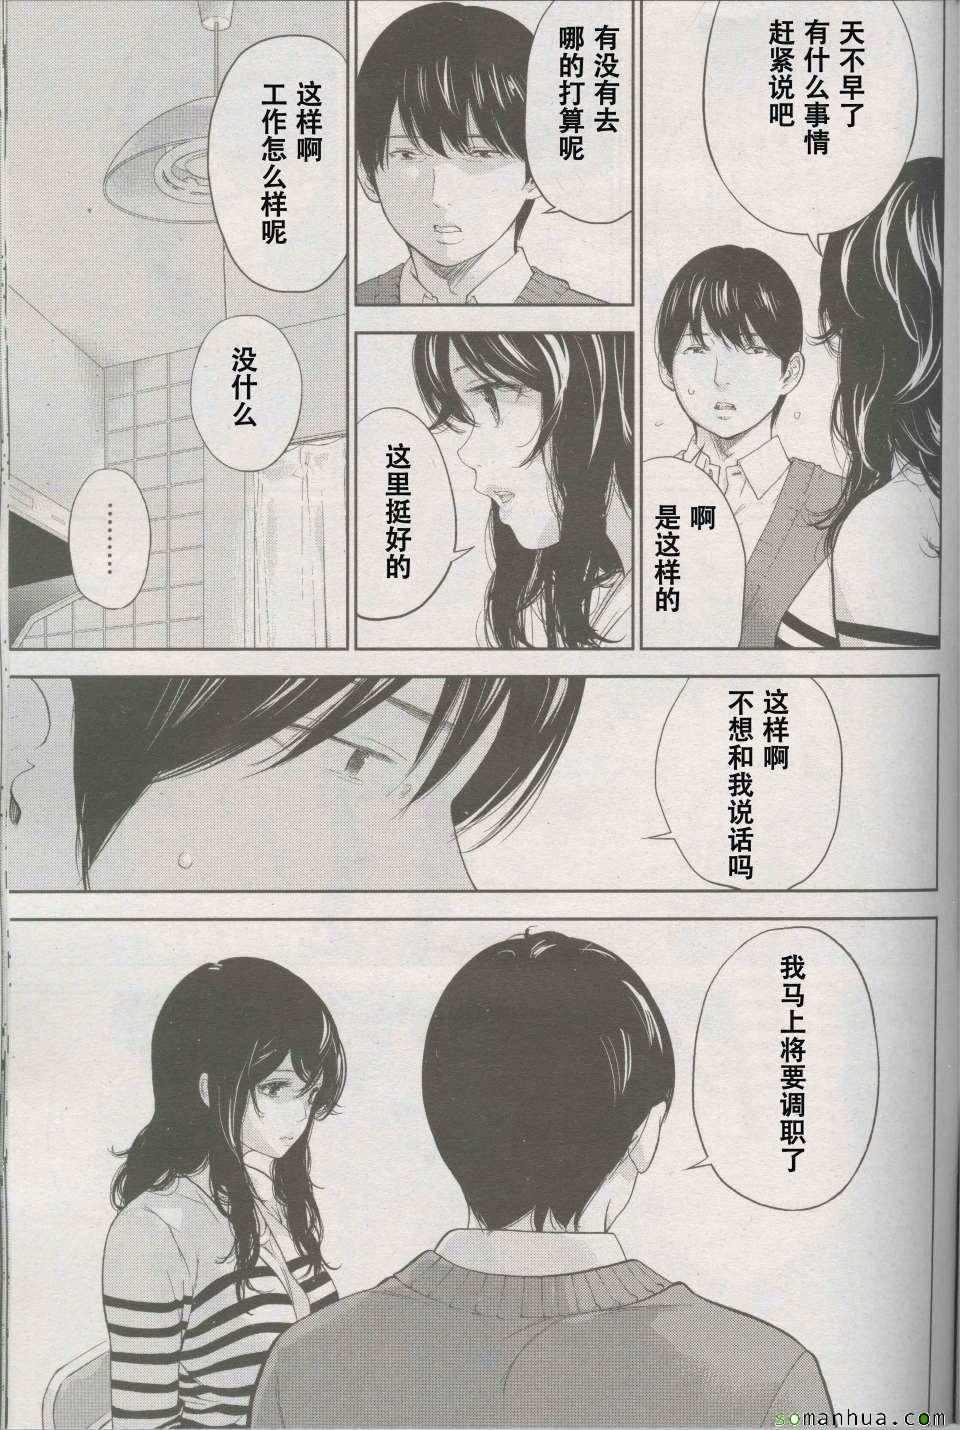 天不早了
有什么事情
赶紧说吧
啊
是这样的
有没有去
哪的打算呢
这里挺好的
这样啊
工作怎么样呢
没什么
………
这样啊
不想和我说话吗
我马上将要调职了
somanhua.com